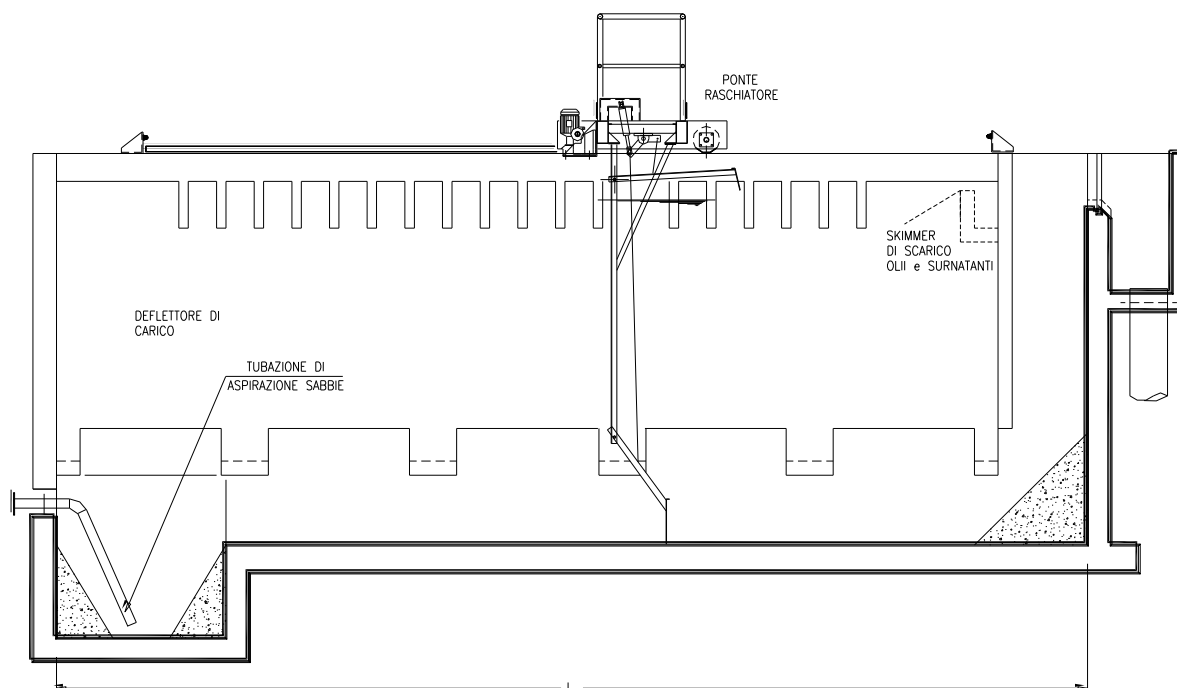 PONTE
RASCHIATORE
SKIMMER
DI SCARICO
OLII e SURNATANTI
DEFLETTORE DI
CARICO
TUBAZIONE DI
ASPIRAZIONE SABBIE
L